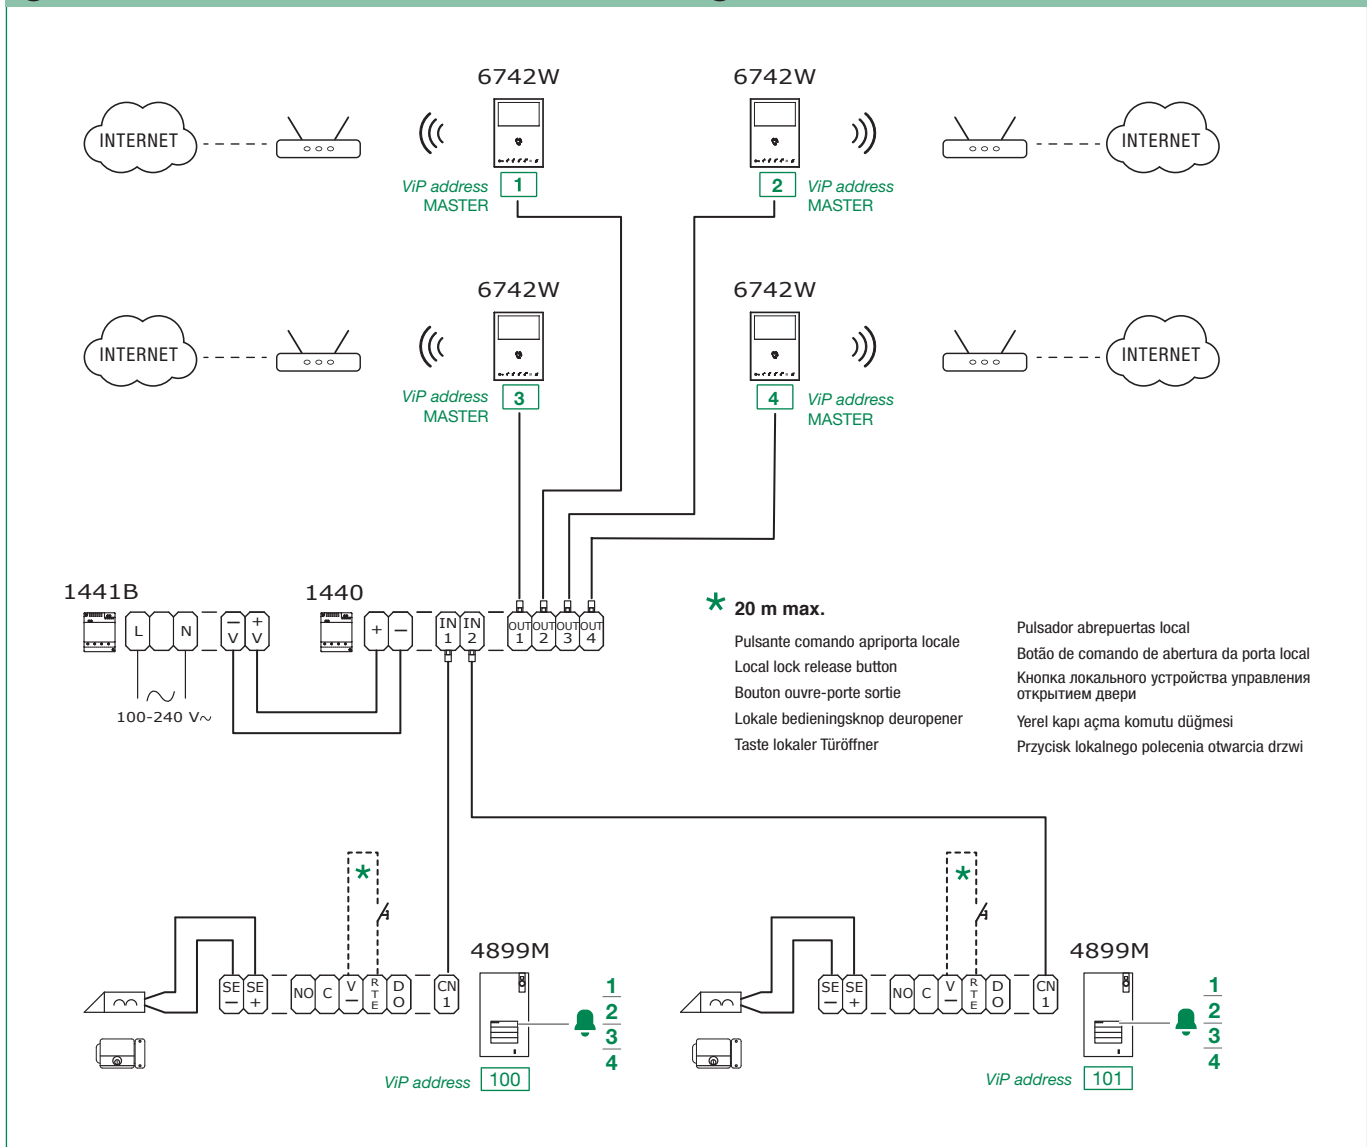 6742W
6742W
INTERNET
INTERNET
ViP address
MASTER
1
2
ViP address
MASTER
6742W
6742W
INTERNET
INTERNET
ViP address
MASTER
3
4
ViP address
MASTER
1441B
L
N
– V
+ V
100-240 V~
1440
+
–
IN 1
IN 2
OUT 1
OUT 2
OUT 3
OUT 4
* 20 m max.
Pulsante comando apriporta locale
Local lock release button
Bouton ouvre-porte sortie
Lokale bedieningsknop deuropener
Taste lokaler Türöffner
Pulsador abrepuertas local
Botão de comando de abertura da porta local
Кнопка локального устройства управления
открытием двери
Yerel kapı açma komutu düğmesi
Przycisk lokalnego polecenia otwarcia drzwi
*
SE –
SE +
NO
C
V –
RTE
DO
CN 1
4899M
1
2
3
4
ViP address
100
*
SE –
SE +
NO
C
V –
RTE
DO
CN 1
4899M
1
2
3
4
ViP address
101